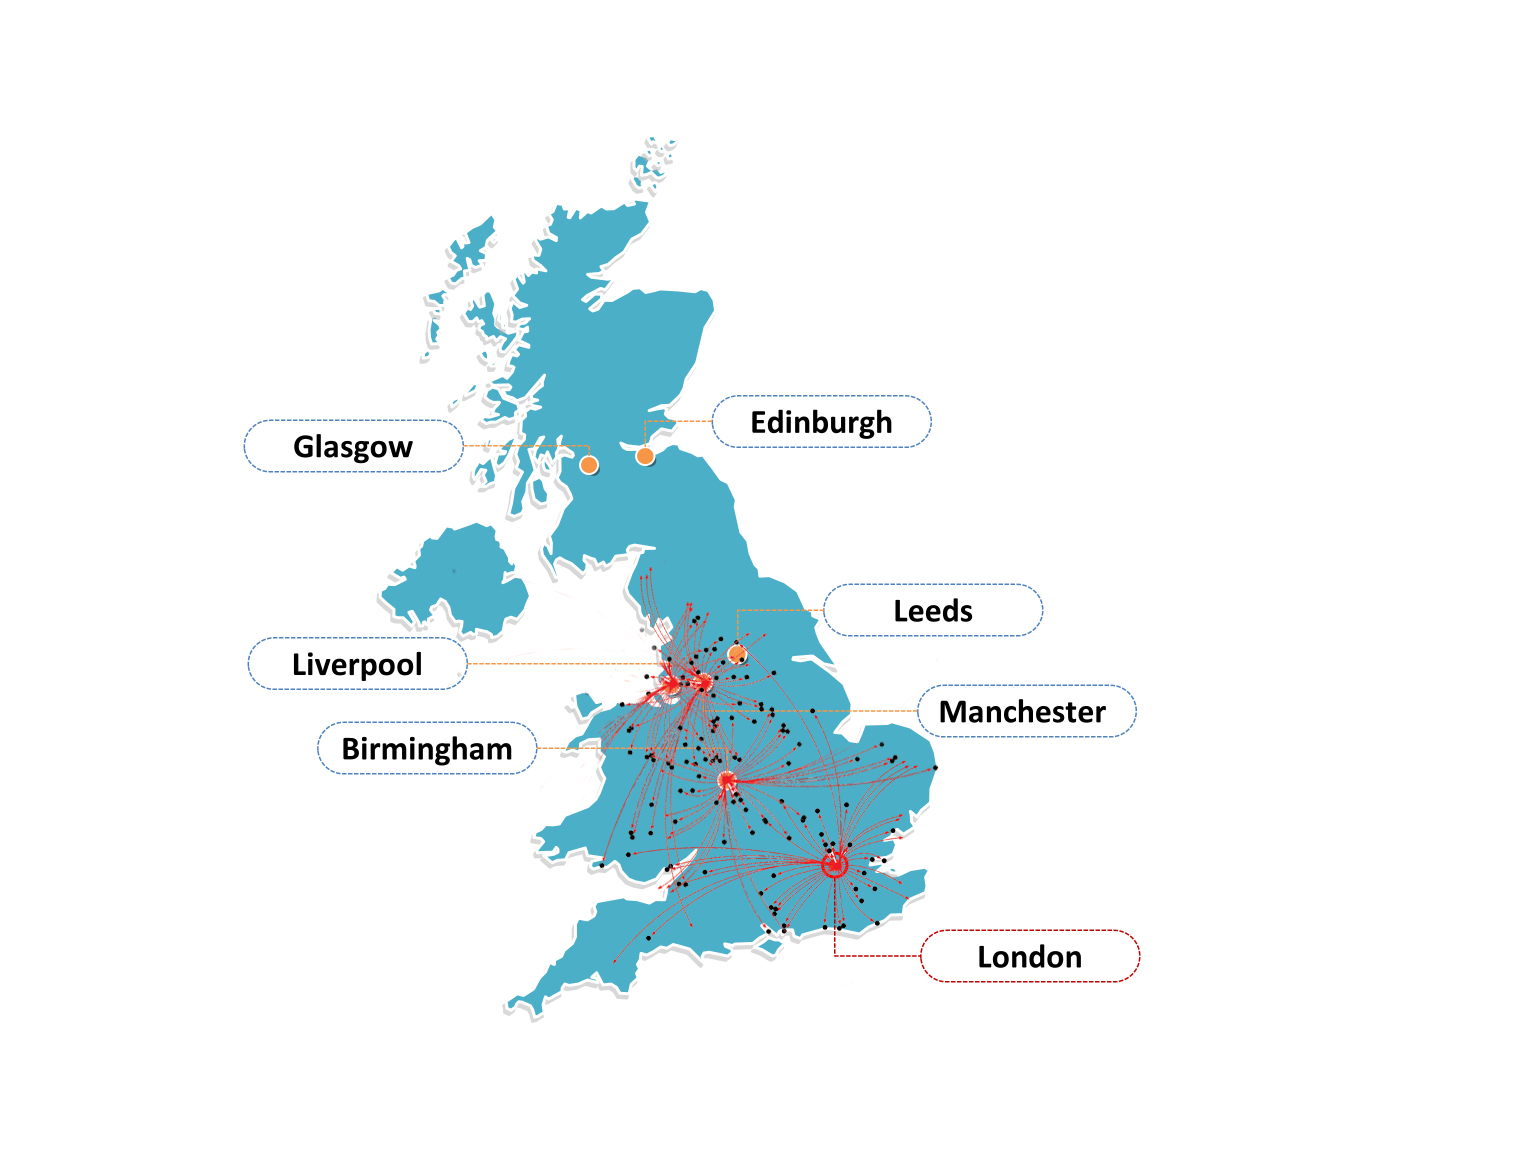 Edinburgh
Glasgow
Leeds
Liverpool
Manchester
Birmingham
London